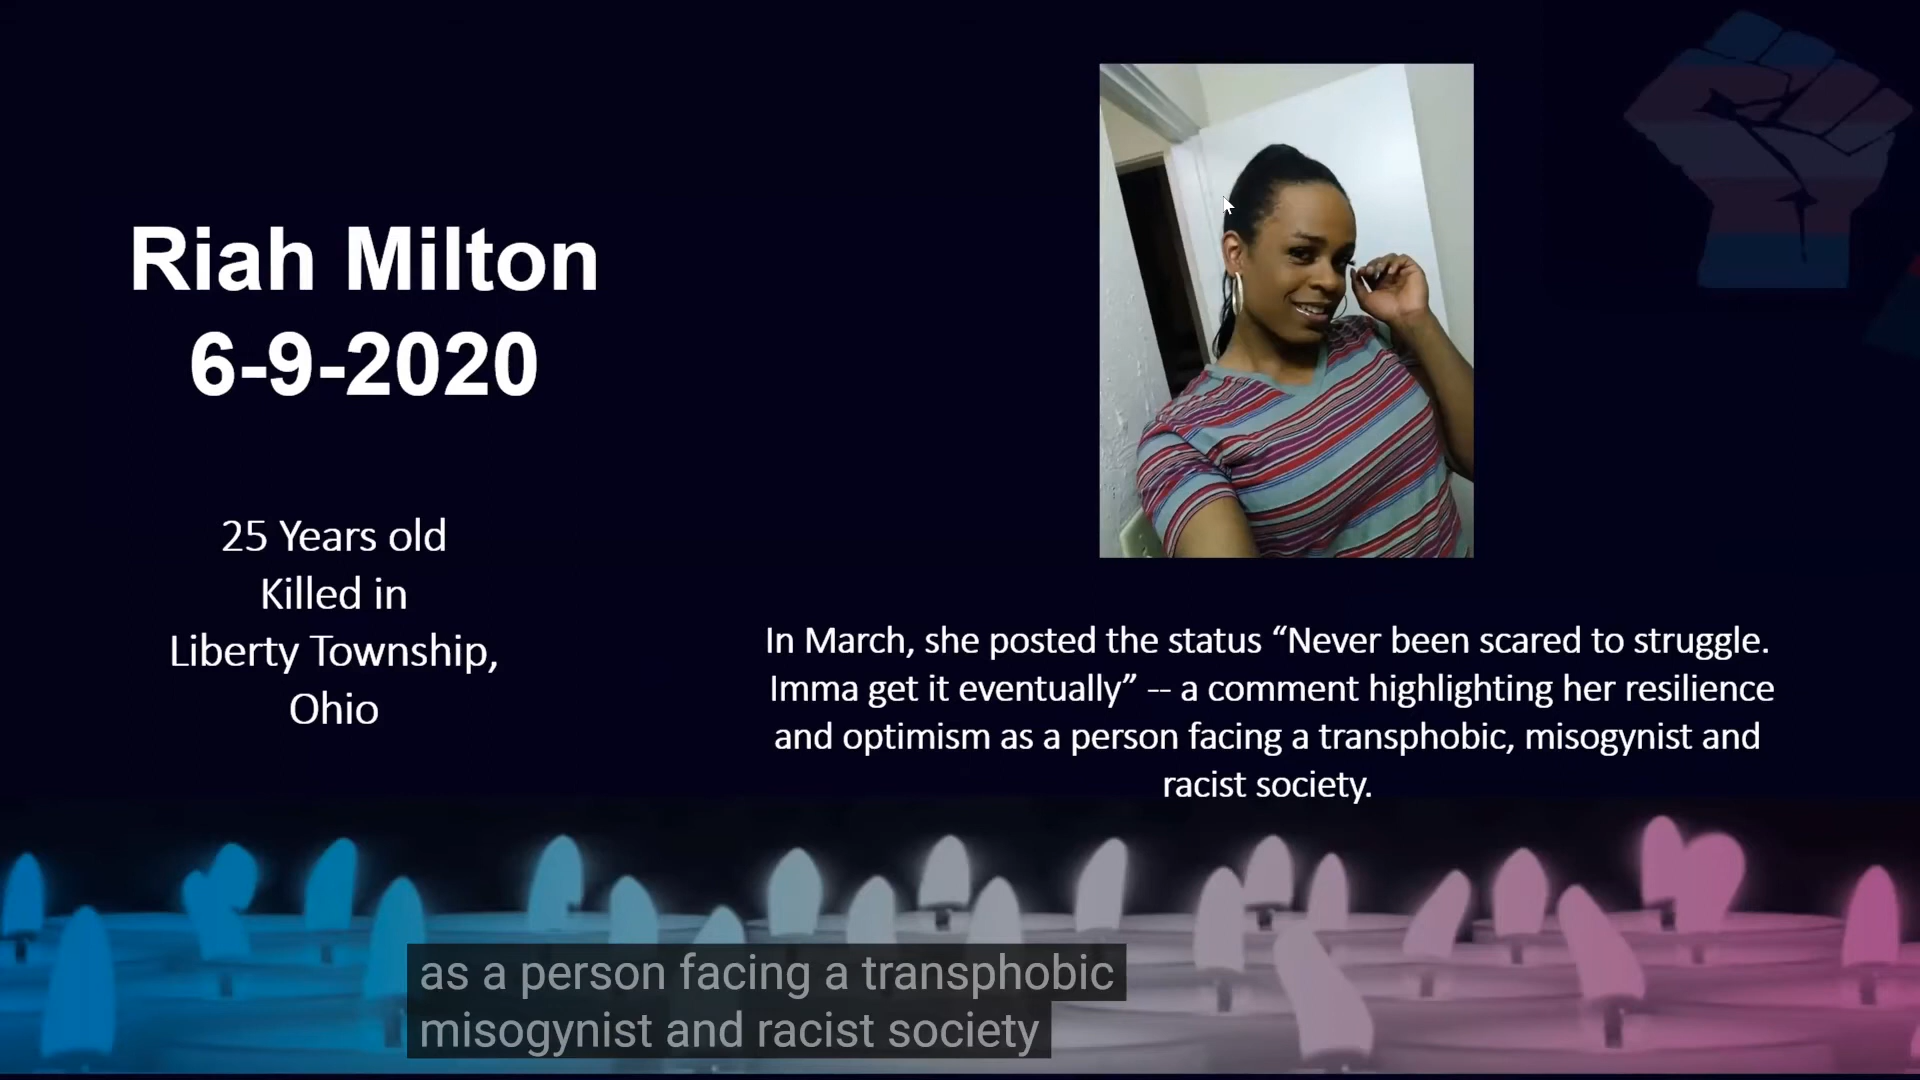 Riah Milton
6-9-2020
25 Years old
Killed in
Liberty Township,
Ohio
In March, she posted the status “Never been scared to struggle.
Imma get it eventually” -- a comment highlighting her resilience
and optimism as a person facing a transphobic, misogynist and
racist society.
as a person facing a transphobic
misogynist and racist society